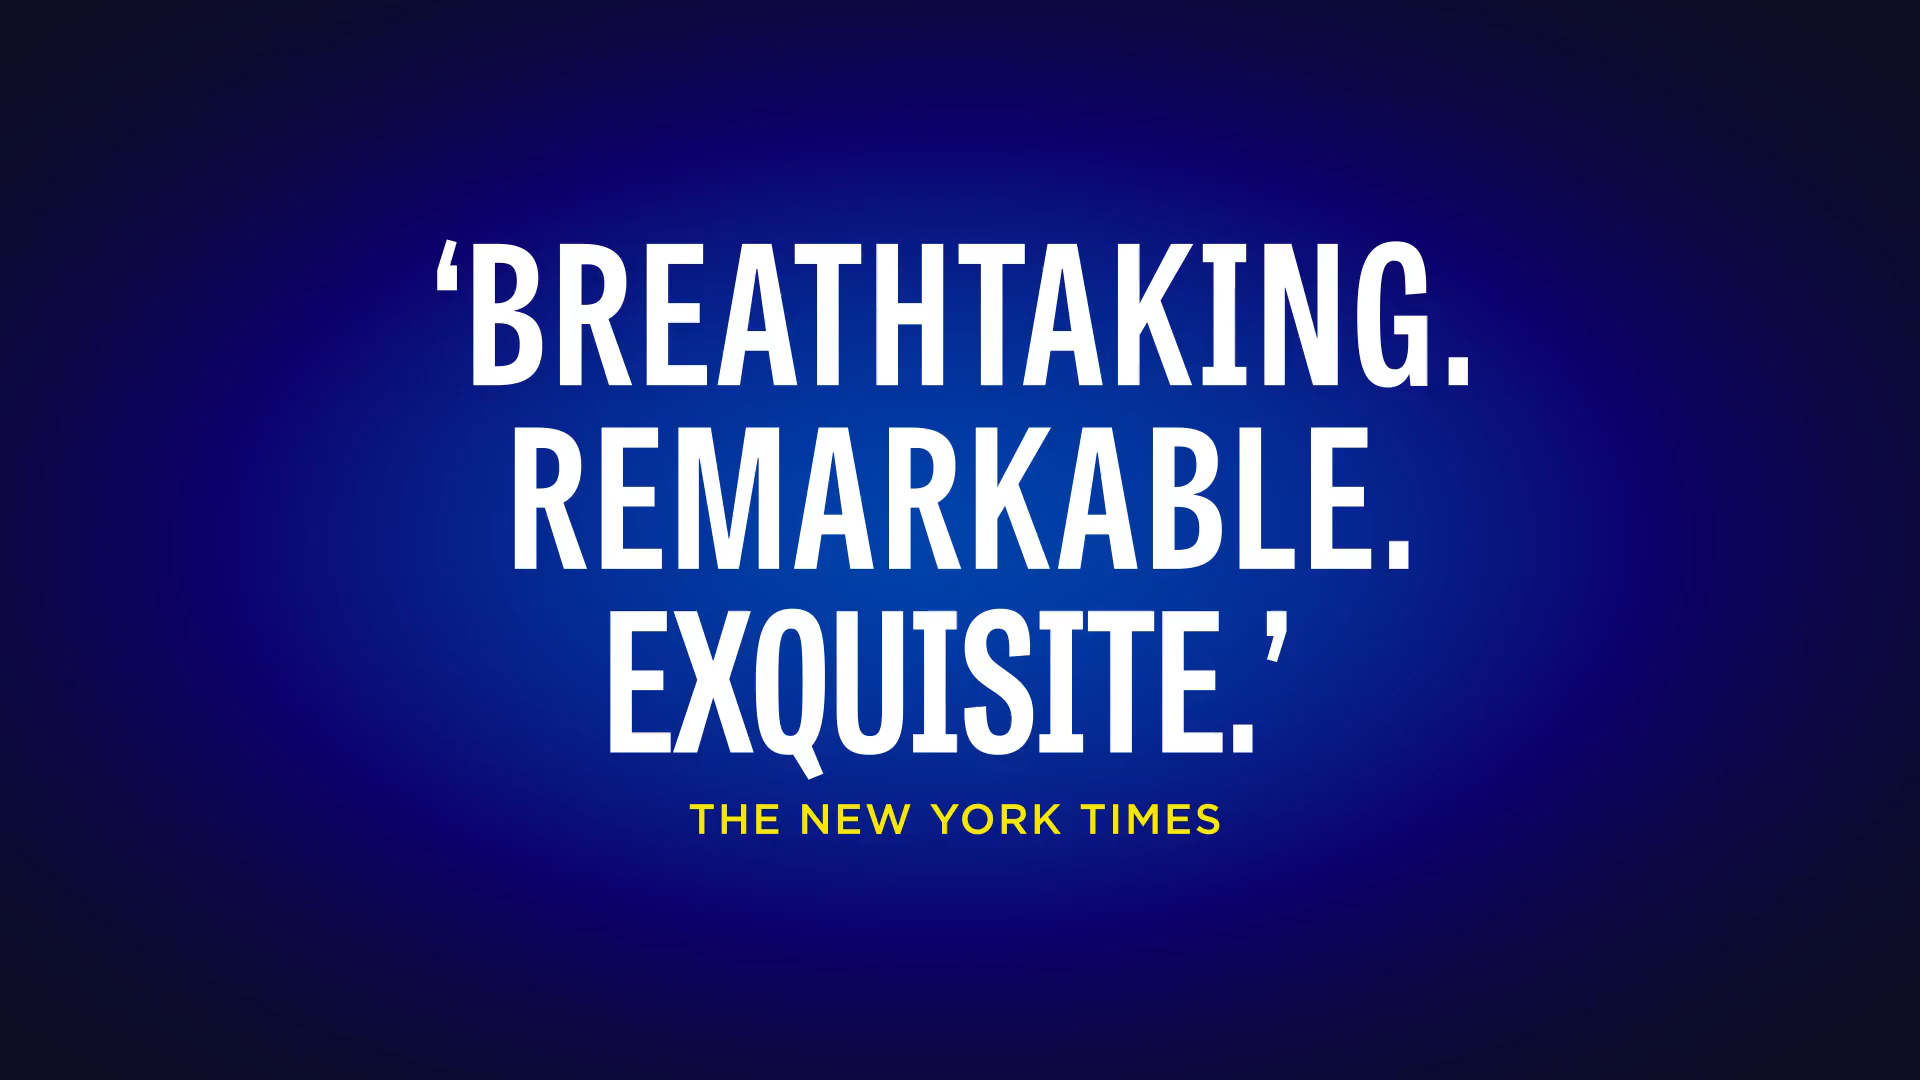 ‘BREATHTAKING.
REMARKABLE.
EXQUISITE.’
THE NEW YORK TIMES